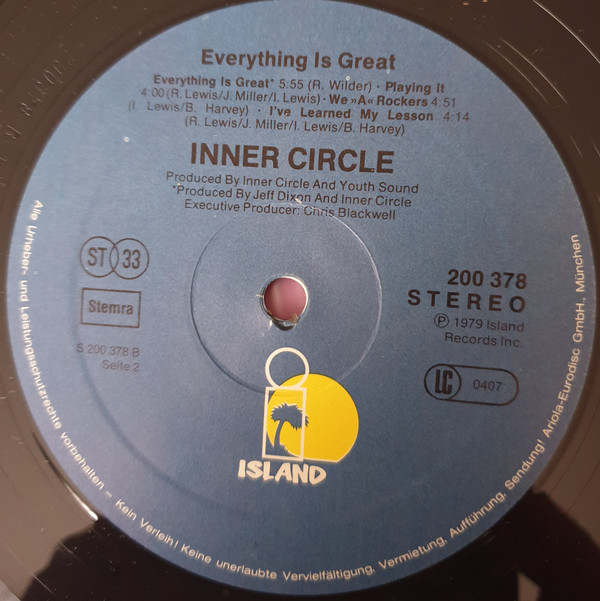 Everything Is Great
Everything Is Great* 5:55 (R. Wilder) · Playing It
4:00 (R. Lewis/J. Miller/I. Lewis) · We »A« Rockers 4:51
(I. Lewis/B. Harvey) · I've Learned My Lesson 4:14
(R. Lewis/J. Miller/I. Lewis/B. Harvey)
INNER CIRCLE
Produced By Inner Circle And Youth Sound
*Produced By Jeff Dixon And Inner Circle
Executive Producer: Chris Blackwell
ST 33
Stemra
S 200 378 B
Seite 2
200 378
STEREO
Ⓟ 1979 Island
Records Inc.
LC 0407
ISLAND
Alle Urheber- und Leistungsschutzrechte vorbehalten – Kein Verleih! Keine unerlaubte Vervielfältigung, Vermietung, Aufführung, Sendung! Ariola-Eurodisc GmbH., München